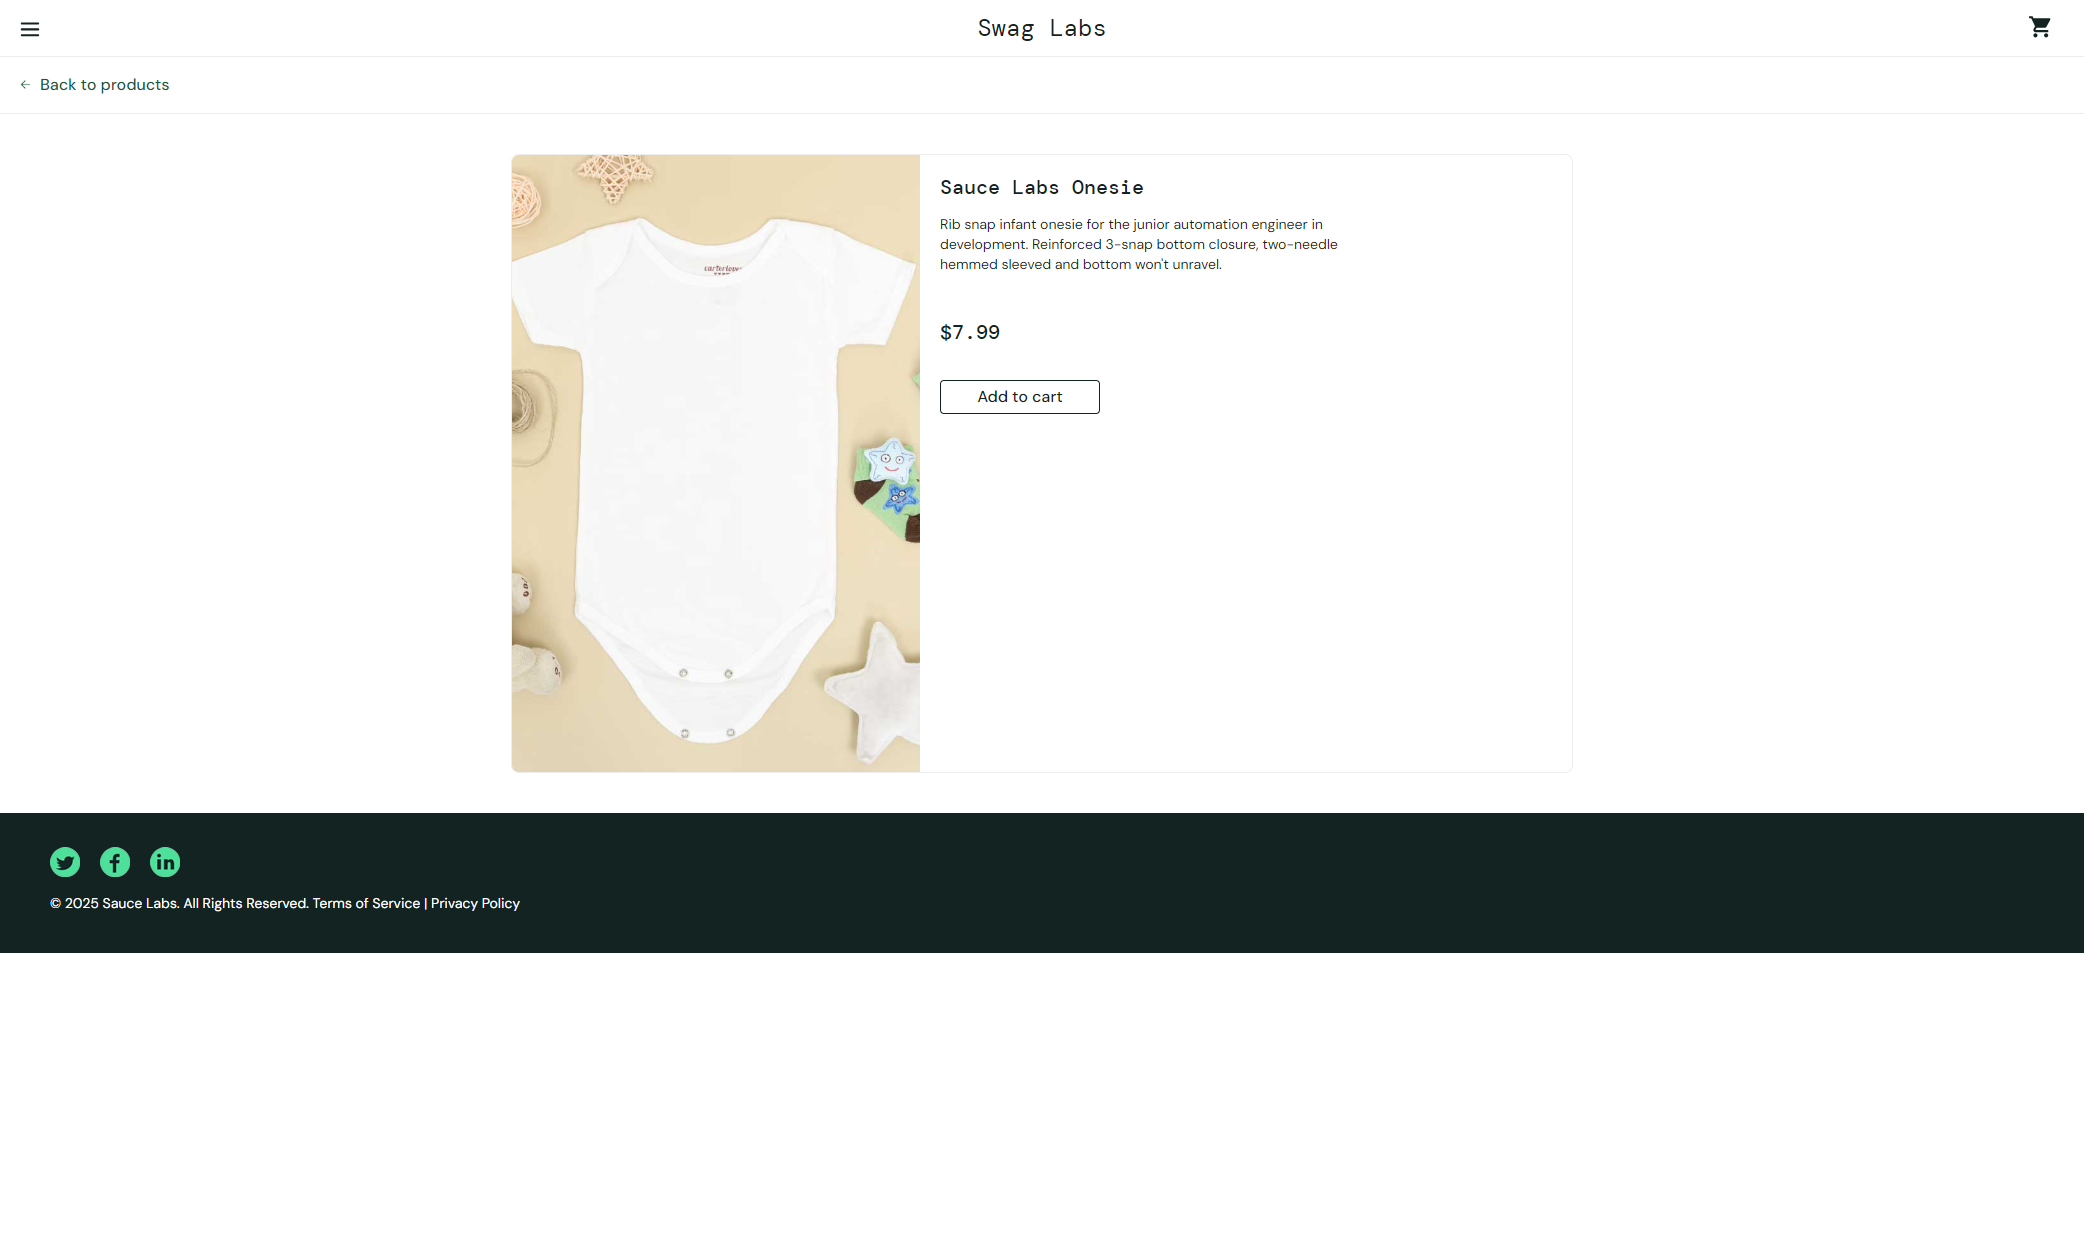 Swag Labs
Back to products
Sauce Labs Onesie
Rib snap infant onesie for the junior automation engineer in
development. Reinforced 3-snap bottom closure, two-needle
hemmed sleeved and bottom won't unravel.
$7.99
Add to cart
© 2025 Sauce Labs. All Rights Reserved. Terms of Service | Privacy Policy